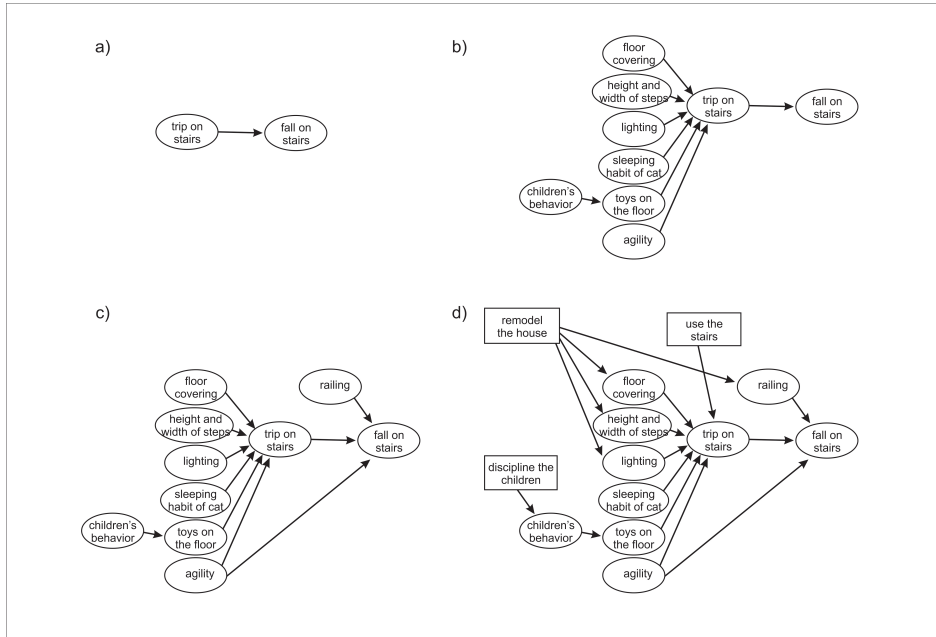 a)
trip on
stairs
fall on
stairs
b)
floor
covering
height and
width of steps
lighting
sleeping
habit of cat
children's
behavior
toys on
the floor
agility
trip on
stairs
fall on
stairs
c)
floor
covering
railing
height and
width of steps
trip on
stairs
fall on
stairs
lighting
sleeping
habit of cat
children's
behavior
toys on
the floor
agility
d)
remodel
the house
use the
stairs
floor
covering
railing
height and
width of steps
trip on
stairs
fall on
stairs
lighting
discipline the
children
sleeping
habit of cat
children's
behavior
toys on
the floor
agility